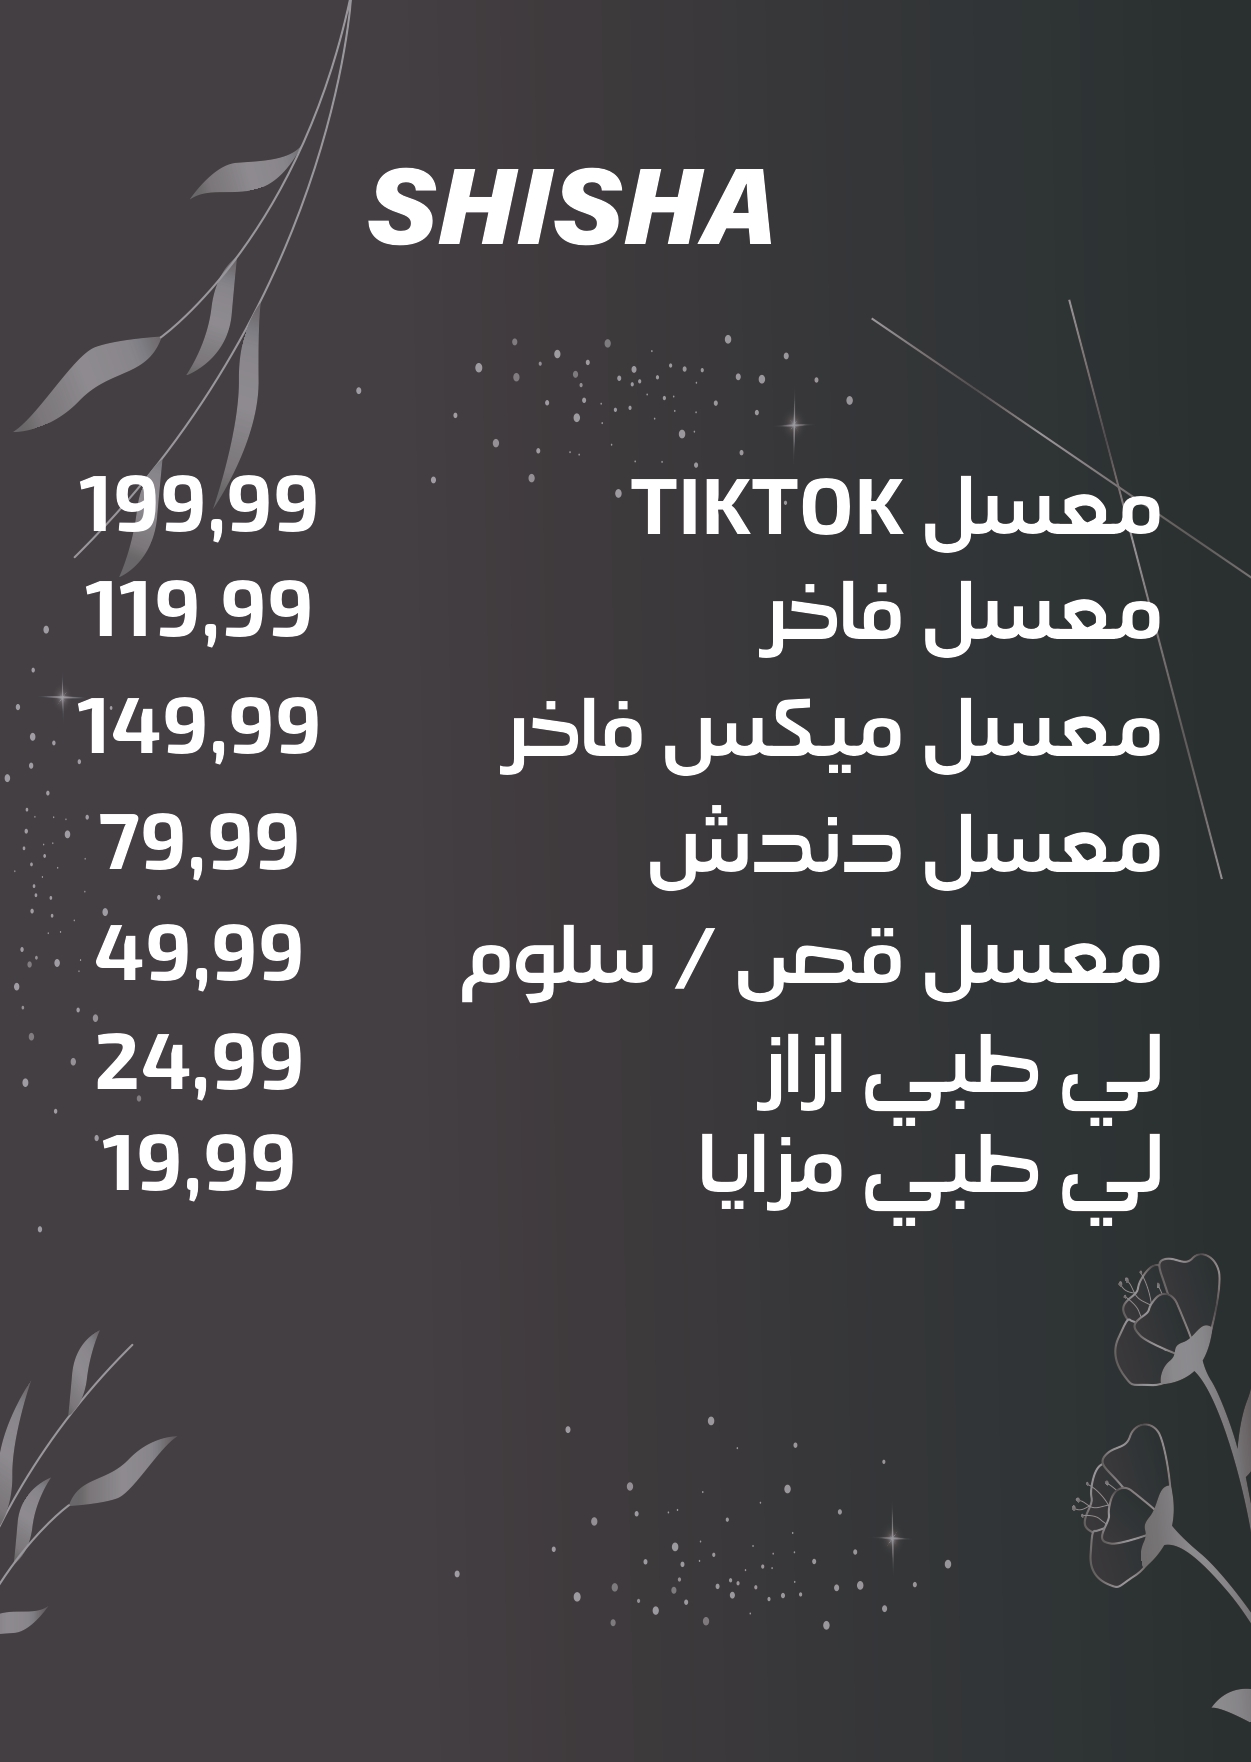 SHISHA
معسل TIKTOK 199,99
معسل فاخر 119,99
معسل ميكس فاخر 149,99
معسل دندش 79,99
معسل قص / سلوم 49,99
لي طبي ازاز 24,99
لي طبي مزايا 19,99